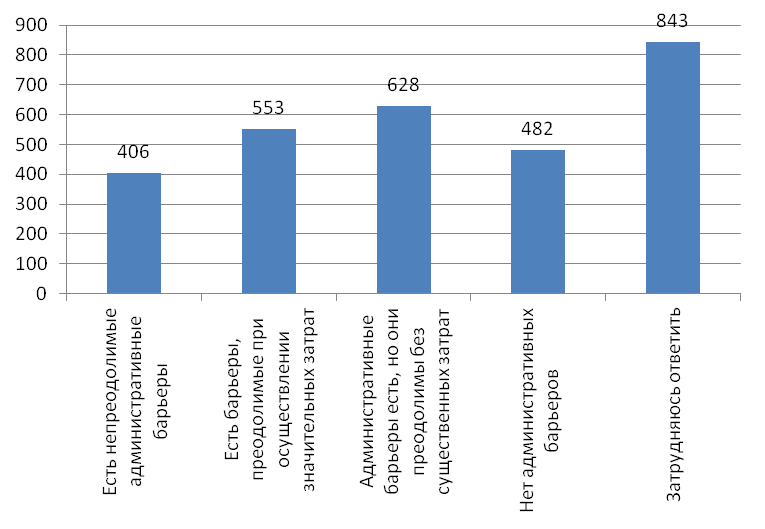 900
800
700
600
500
400
300
200
100
0
406
553
628
482
843
Есть непреодолимые
административные
барьеры
Есть барьеры,
преодолимые при
осуществлении
значительных затрат
Административные
барьеры есть, но они
преодолимы без
существенных затрат
Нет административных
барьеров
Затрудняюсь ответить